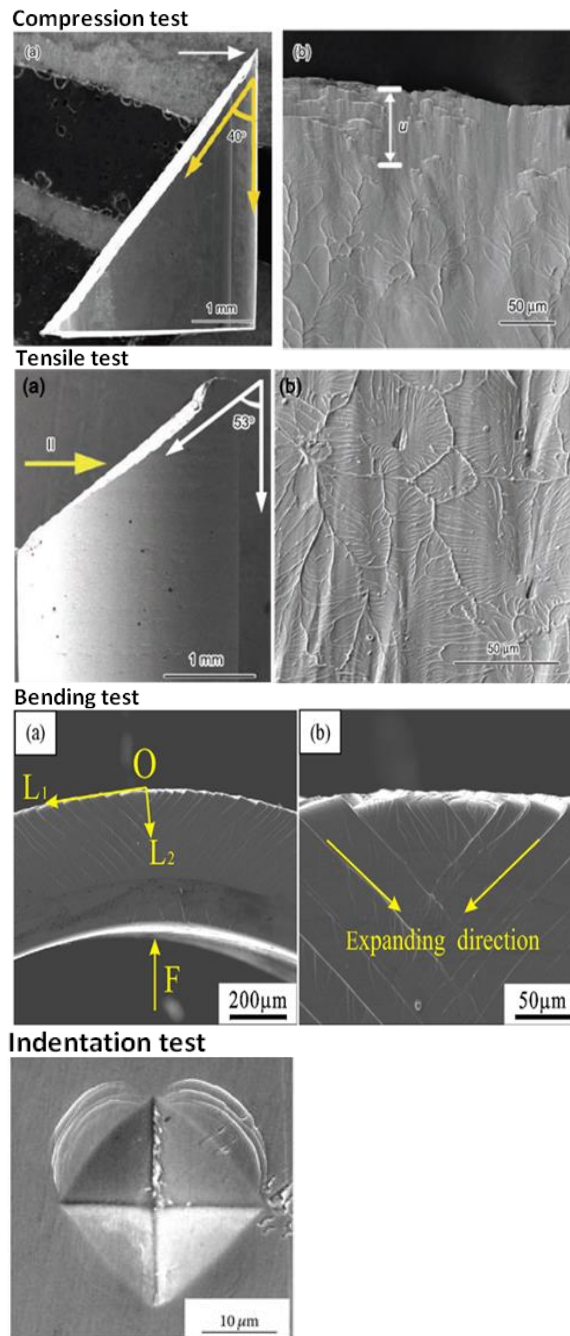 Compression test
(a)
40°
1 mm
(b)
u
50 µm
Tensile test
(a)
II
53°
1 mm
(b)
50 µm
Bending test
(a)
O
L1
L2
F
200µm
(b)
Expanding direction
50µm
Indentation test
10 µm